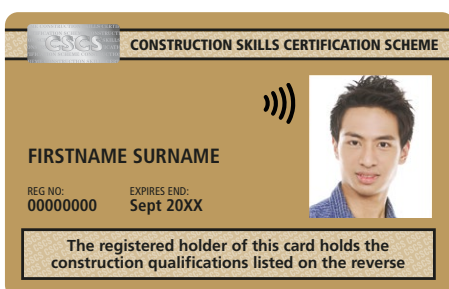 CSCS
CONSTRUCTION SKILLS CERTIFICATION SCHEME
FIRSTNAME SURNAME
REG NO:
00000000
EXPIRES END:
Sept 20XX
The registered holder of this card holds the
construction qualifications listed on the reverse